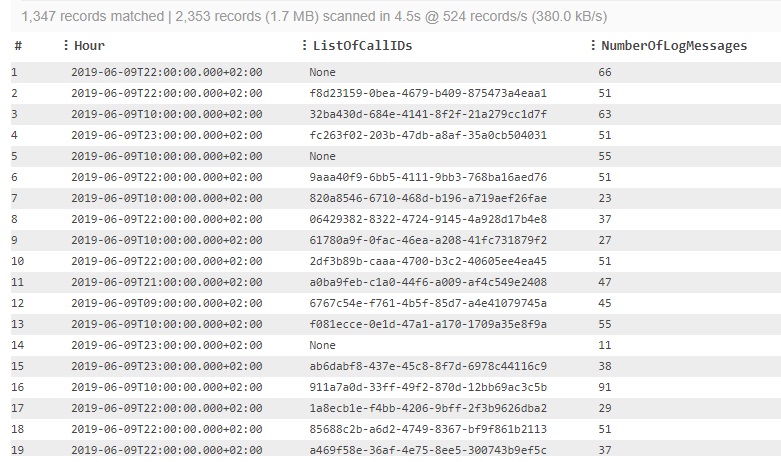 1,347 records matched | 2,353 records (1.7 MB) scanned in 4.5s @ 524 records/s (380.0 kB/s)
# Hour ListOfCallIDs NumberOfLogMessages
1 2019-06-09T22:00:00.000+02:00 None 66
2 2019-06-09T22:00:00.000+02:00 f8d23159-0bea-4679-b409-875473a4eaa1 51
3 2019-06-09T10:00:00.000+02:00 32ba430d-684e-4141-8f2f-21a279cc1d7f 63
4 2019-06-09T23:00:00.000+02:00 fc263f02-203b-47db-a8af-35a0cb504031 51
5 2019-06-09T10:00:00.000+02:00 None 55
6 2019-06-09T22:00:00.000+02:00 9aaa40f9-6bb5-4111-9bb3-768ba16aed76 51
7 2019-06-09T10:00:00.000+02:00 820a8546-6710-468d-b196-a719aef26fae 23
8 2019-06-09T22:00:00.000+02:00 06429382-8322-4724-9145-4a928d17b4e8 37
9 2019-06-09T10:00:00.000+02:00 61780a9f-0fac-46ea-a208-41fc731879f2 27
10 2019-06-09T22:00:00.000+02:00 2df3b89b-caaa-4700-b3c2-40605ee4ea45 51
11 2019-06-09T21:00:00.000+02:00 a0ba9feb-c1a0-44f6-a009-af4c549e2408 47
12 2019-06-09T09:00:00.000+02:00 6767c54e-f761-4b5f-85d7-a4e41079745a 45
13 2019-06-09T10:00:00.000+02:00 f081ecce-0e1d-47a1-a170-1709a35e8f9a 55
14 2019-06-09T23:00:00.000+02:00 None 11
15 2019-06-09T23:00:00.000+02:00 ab6dabf8-437e-45c8-8f7d-6978c44116c9 38
16 2019-06-09T10:00:00.000+02:00 911a7a0d-33ff-49f2-870d-12bb69ac3c5b 91
17 2019-06-09T22:00:00.000+02:00 1a8ecb1e-f4bb-4206-9bff-2f3b9626dba2 29
18 2019-06-09T22:00:00.000+02:00 85688c2b-a6d2-4749-8367-bf9f861b2113 51
19 2019-06-09T22:00:00.000+02:00 a469f58e-36af-4e75-8ee5-300743b9ef5c 37